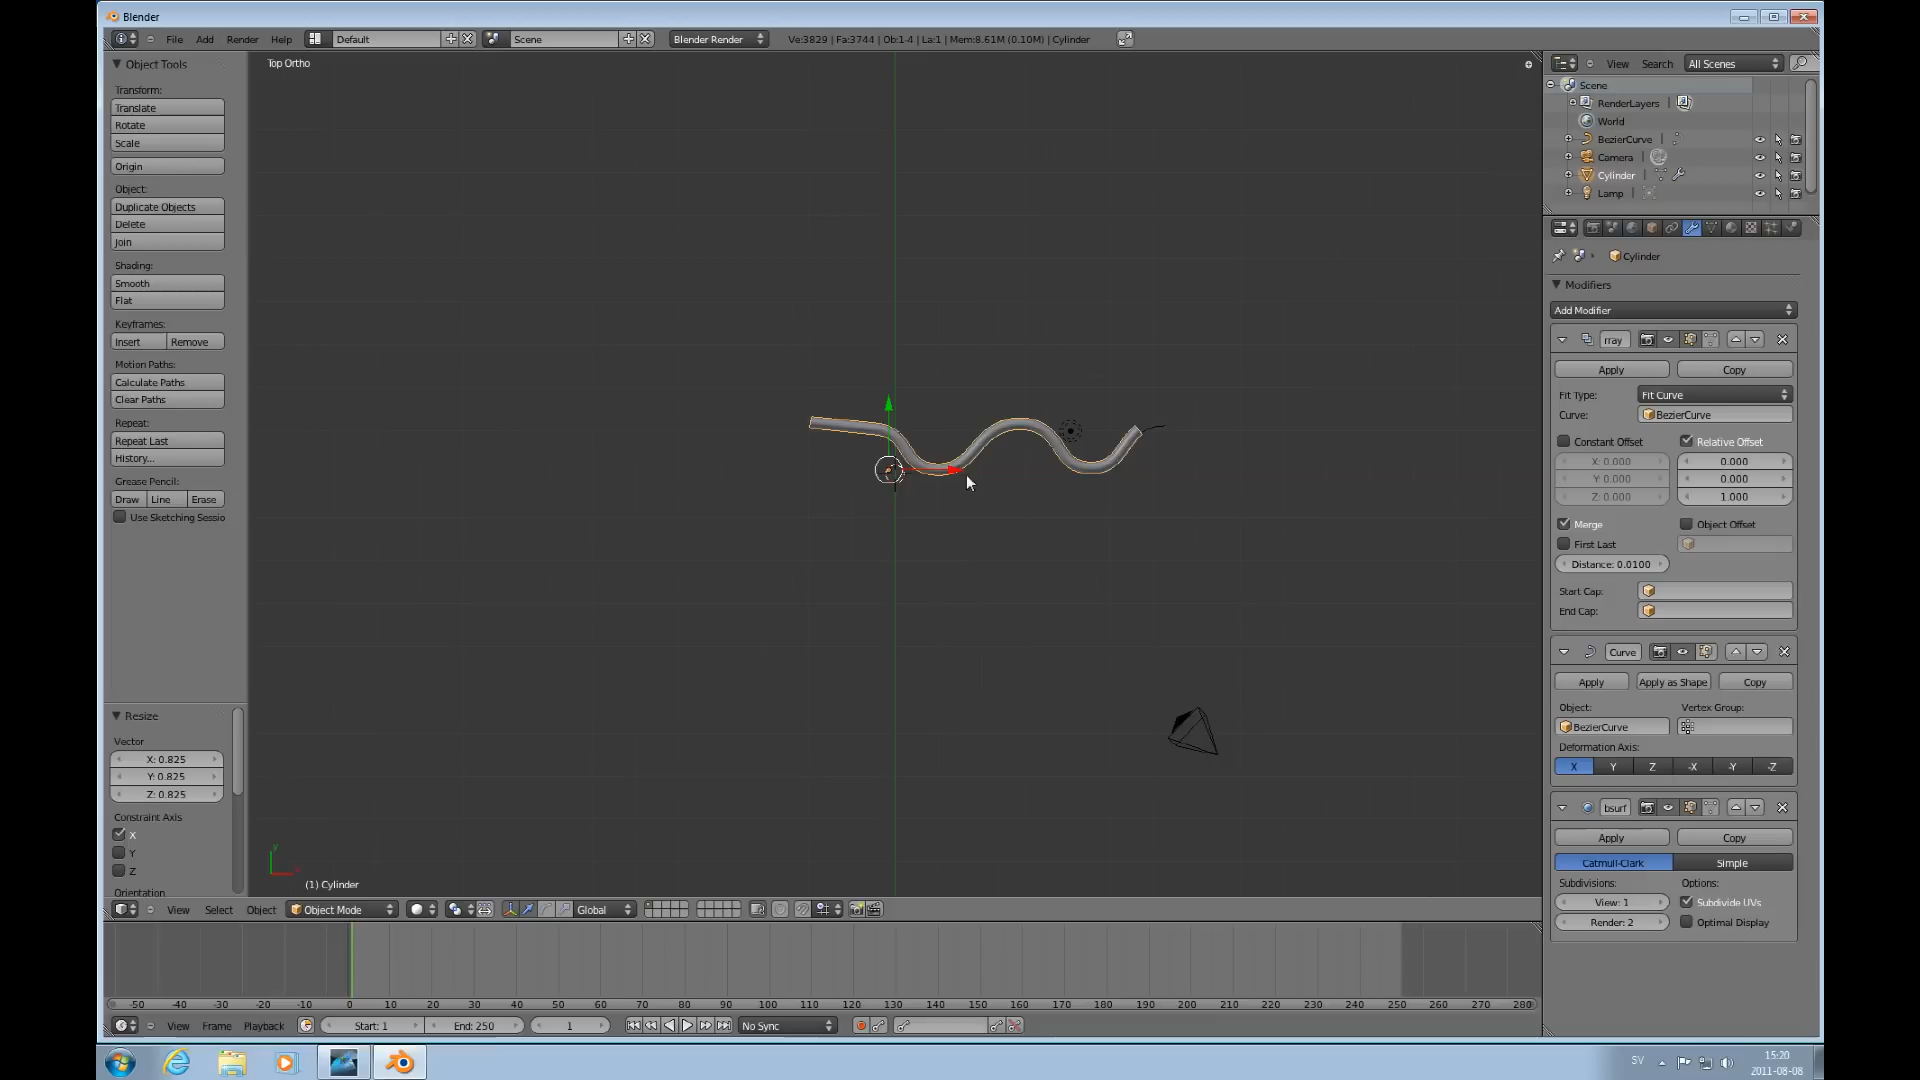 Blender
File Add Render Help Default Scene Blender Render Ve:3829 | Fa:3744 | Ob:1-4 | La:1 | Mem:8.61M (0.10M) | Cylinder
Object Tools
Transform:
Translate
Rotate
Scale
Origin
Object:
Duplicate Objects
Delete
Join
Shading:
Smooth
Flat
Keyframes:
Insert Remove
Motion Paths:
Calculate Paths
Clear Paths
Repeat:
Repeat Last
History...
Grease Pencil:
Draw Line Erase
Use Sketching Sessio
Resize
Vector
X: 0.825
Y: 0.825
Z: 0.825
Constraint Axis
X
Y
Z
Orientation
Top Ortho
y
(1) Cylinder
View Select Object Object Mode Global
-50 -40 -30 -20 -10 0 10 20 30 40 50 60 70 80 90 100 110 120 130 140 150 160 170 180 190 200 210 220 230 240 250 260 270 280
View Frame Playback Start: 1 End: 250 1 No Sync
View Search All Scenes
Scene
RenderLayers
World
BezierCurve
Camera
Cylinder
Lamp
Cylinder
Modifiers
Add Modifier
rray
Apply Copy
Fit Type: Fit Curve
Curve: BezierCurve
Constant Offset Relative Offset
X: 0.000 0.000
Y: 0.000 0.000
Z: 0.000 1.000
Merge Object Offset
First Last
Distance: 0.0100
Start Cap:
End Cap:
Curve
Apply Apply as Shape Copy
Object: Vertex Group:
BezierCurve
Deformation Axis:
X Y Z -X -Y -Z
bsurf
Apply Copy
Catmull-Clark Simple
Subdivisions: Options:
View: 1 Subdivide UVs
Render: 2 Optimal Display
SV 15:20
2011-08-08